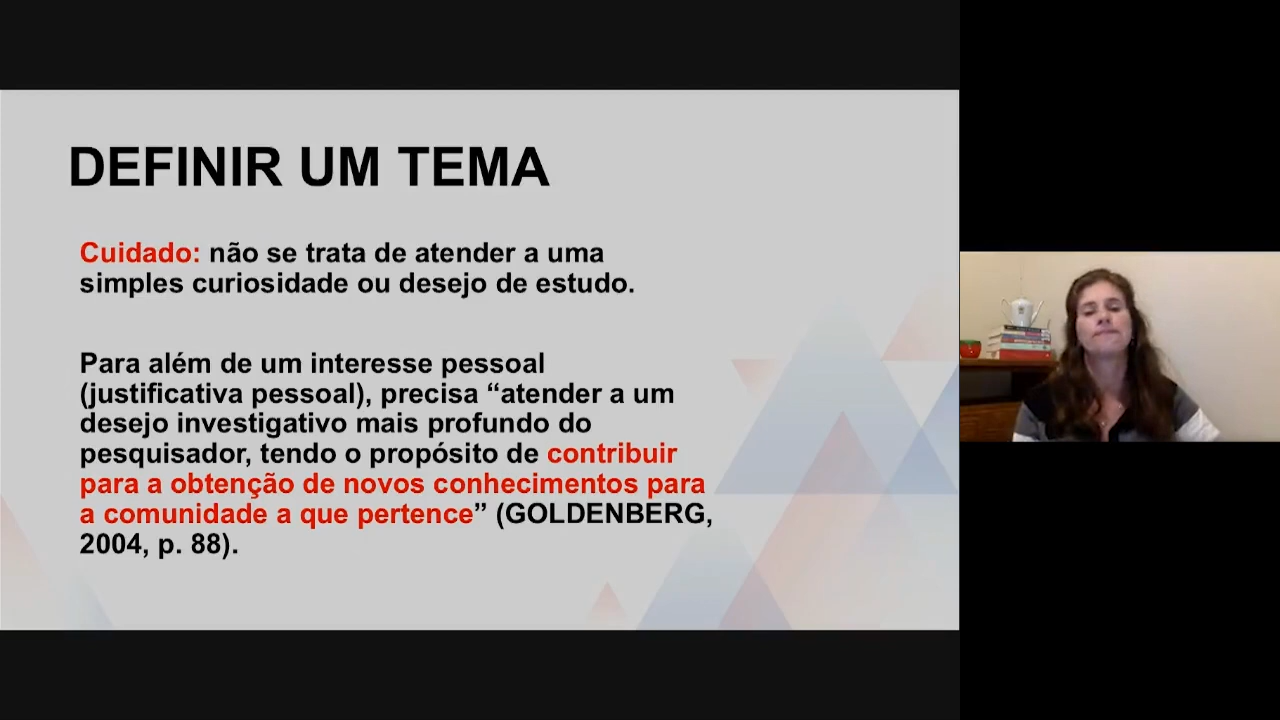 DEFINIR UM TEMA
Cuidado: não se trata de atender a uma
simples curiosidade ou desejo de estudo.
Para além de um interesse pessoal
(justificativa pessoal), precisa “atender a um
desejo investigativo mais profundo do
pesquisador, tendo o propósito de contribuir
para a obtenção de novos conhecimentos para
a comunidade a que pertence” (GOLDENBERG,
2004, p. 88).